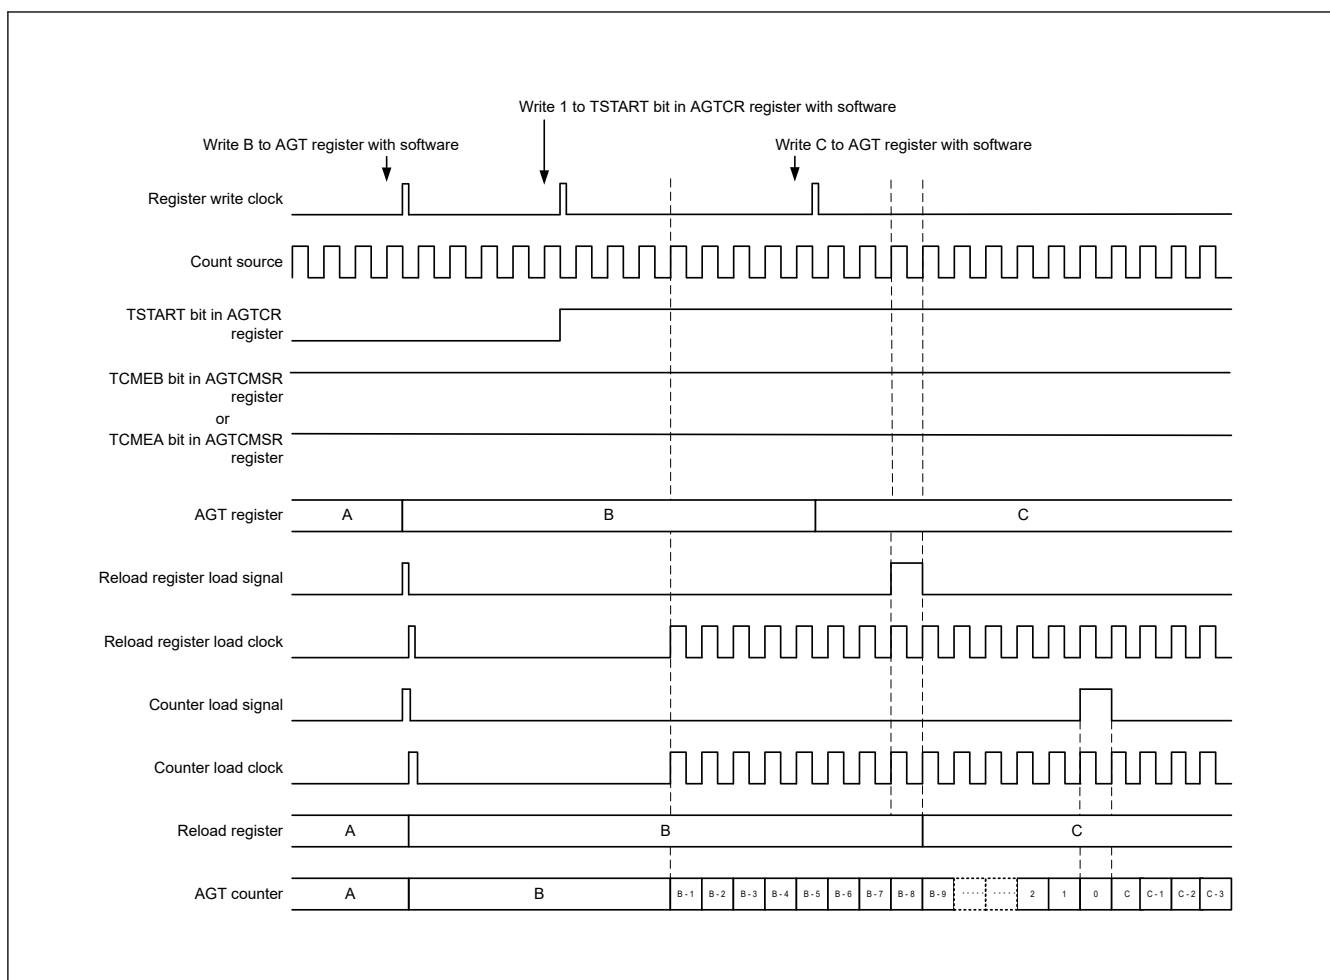 Write 1 to TSTART bit in AGTCR register with software
Write B to AGT register with software
Write C to AGT register with software
Register write clock
Count source
TSTART bit in AGTCR
register
TCMEB bit in AGTCMSR
register
or
TCMEA bit in AGTCMSR
register
AGT register
A
B
C
Reload register load signal
Reload register load clock
Counter load signal
Counter load clock
Reload register
A
B
C
AGT counter
A
B
B - 1
B - 2
B - 3
B - 4
B - 5
B - 6
B - 7
B - 8
B - 9
·····
·····
2
1
0
C
C - 1
C - 2
C - 3